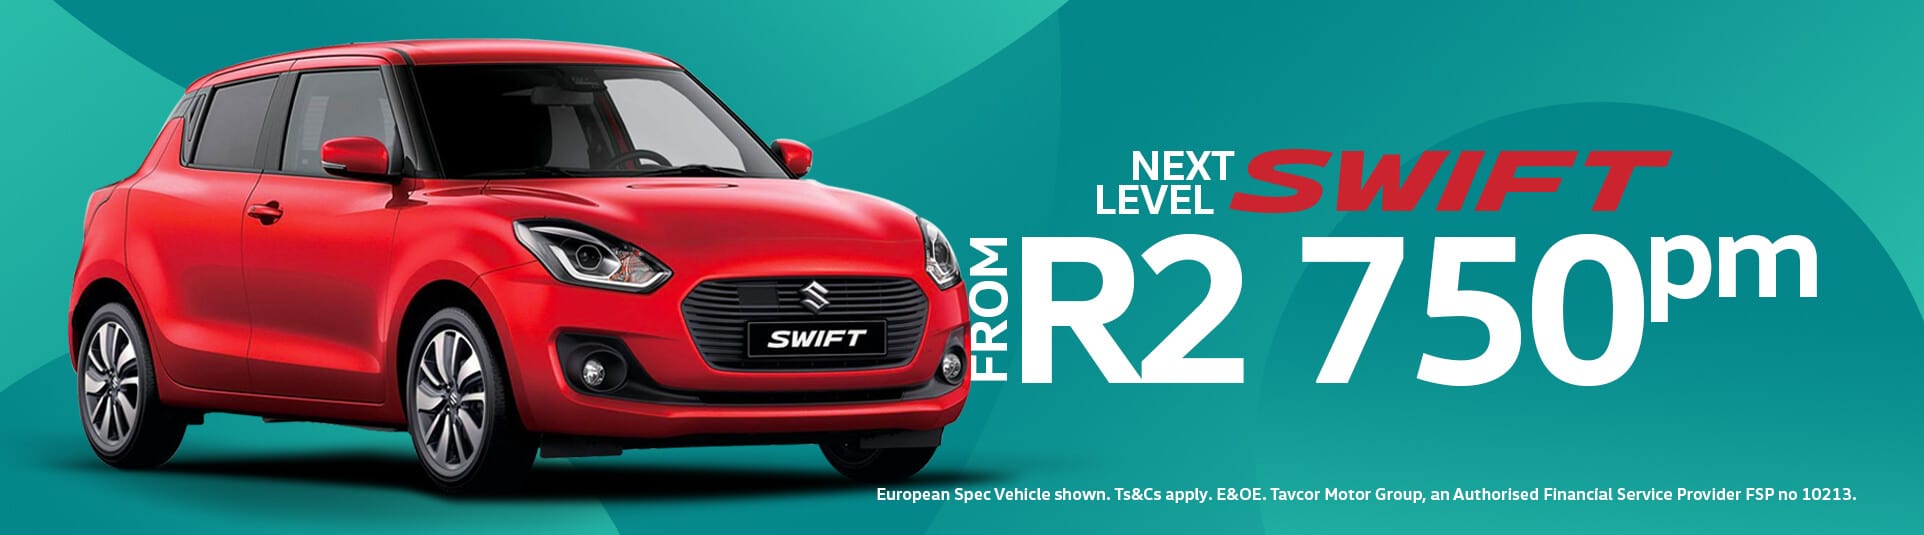 NEXT
LEVEL SWIFT
FROM R2 750pm
SWIFT
European Spec Vehicle shown. Ts&Cs apply. E&OE. Tavcor Motor Group, an Authorised Financial Service Provider FSP no 10213.